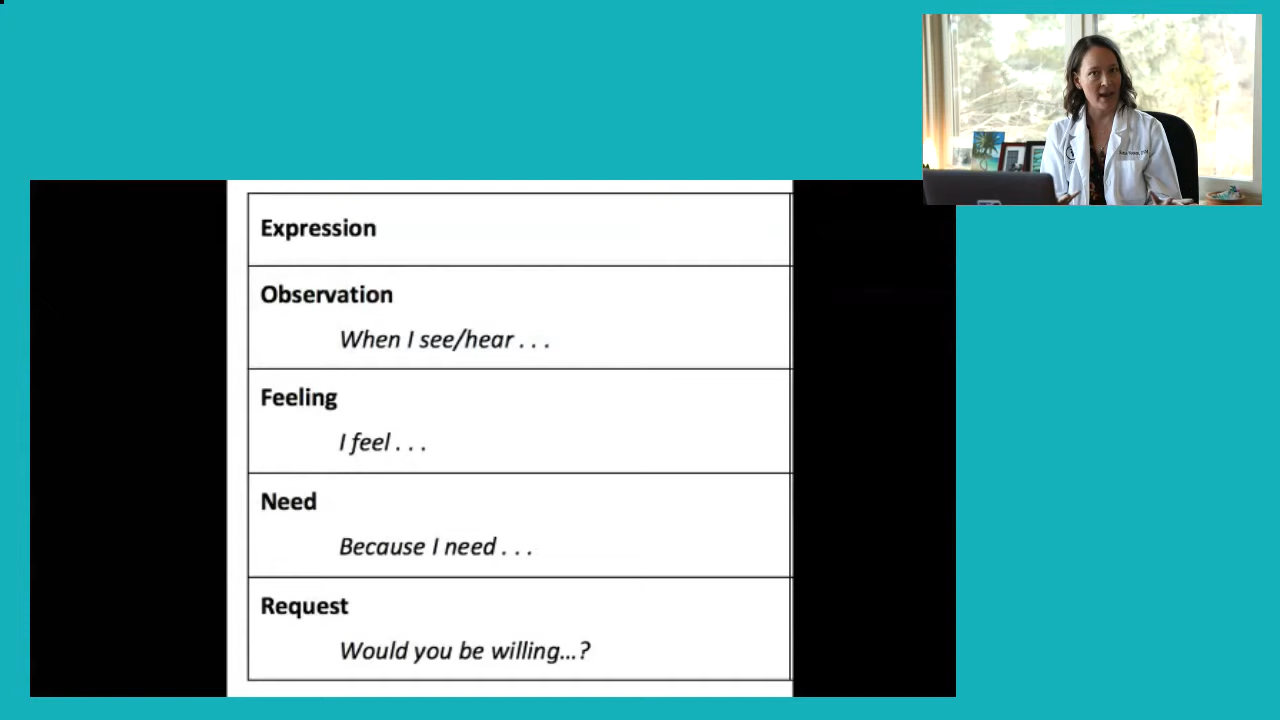 Expression
Observation
When I see/hear . . .
Feeling
I feel . . .
Need
Because I need . . .
Request
Would you be willing...?